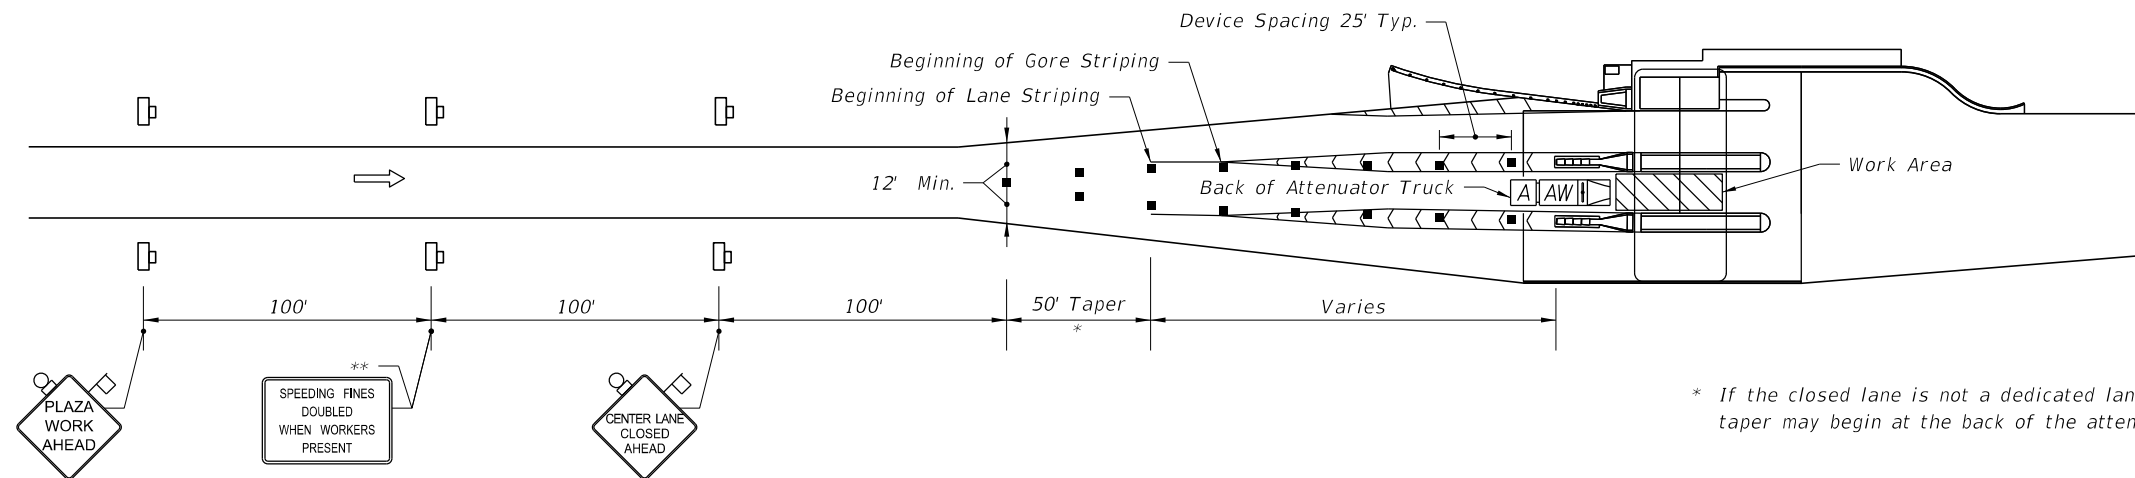 Device Spacing 25' Typ.
Beginning of Gore Striping
Beginning of Lane Striping
12' Min.
Back of Attenuator Truck
A
AW
Work Area
100'
100'
100'
50' Taper
*
Varies
**
PLAZA
WORK
AHEAD
SPEEDING FINES
DOUBLED
WHEN WORKERS
PRESENT
CENTER LANE
CLOSED
AHEAD
* If the closed lane is not a dedicated
taper may begin at the back of the